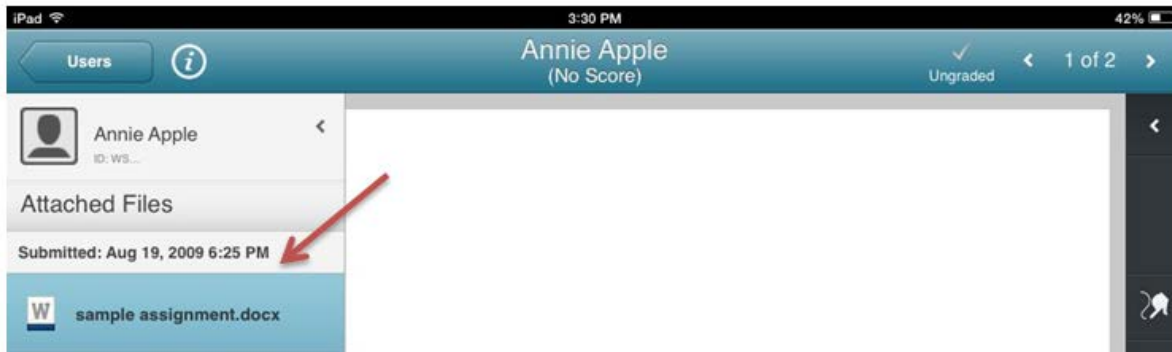 iPad 3:30 PM 42%
Users Annie Apple 1 of 2
(No Score) Ungraded
Annie Apple
ID: WS...
Attached Files
Submitted: Aug 19, 2009 6:25 PM
W sample assignment.docx